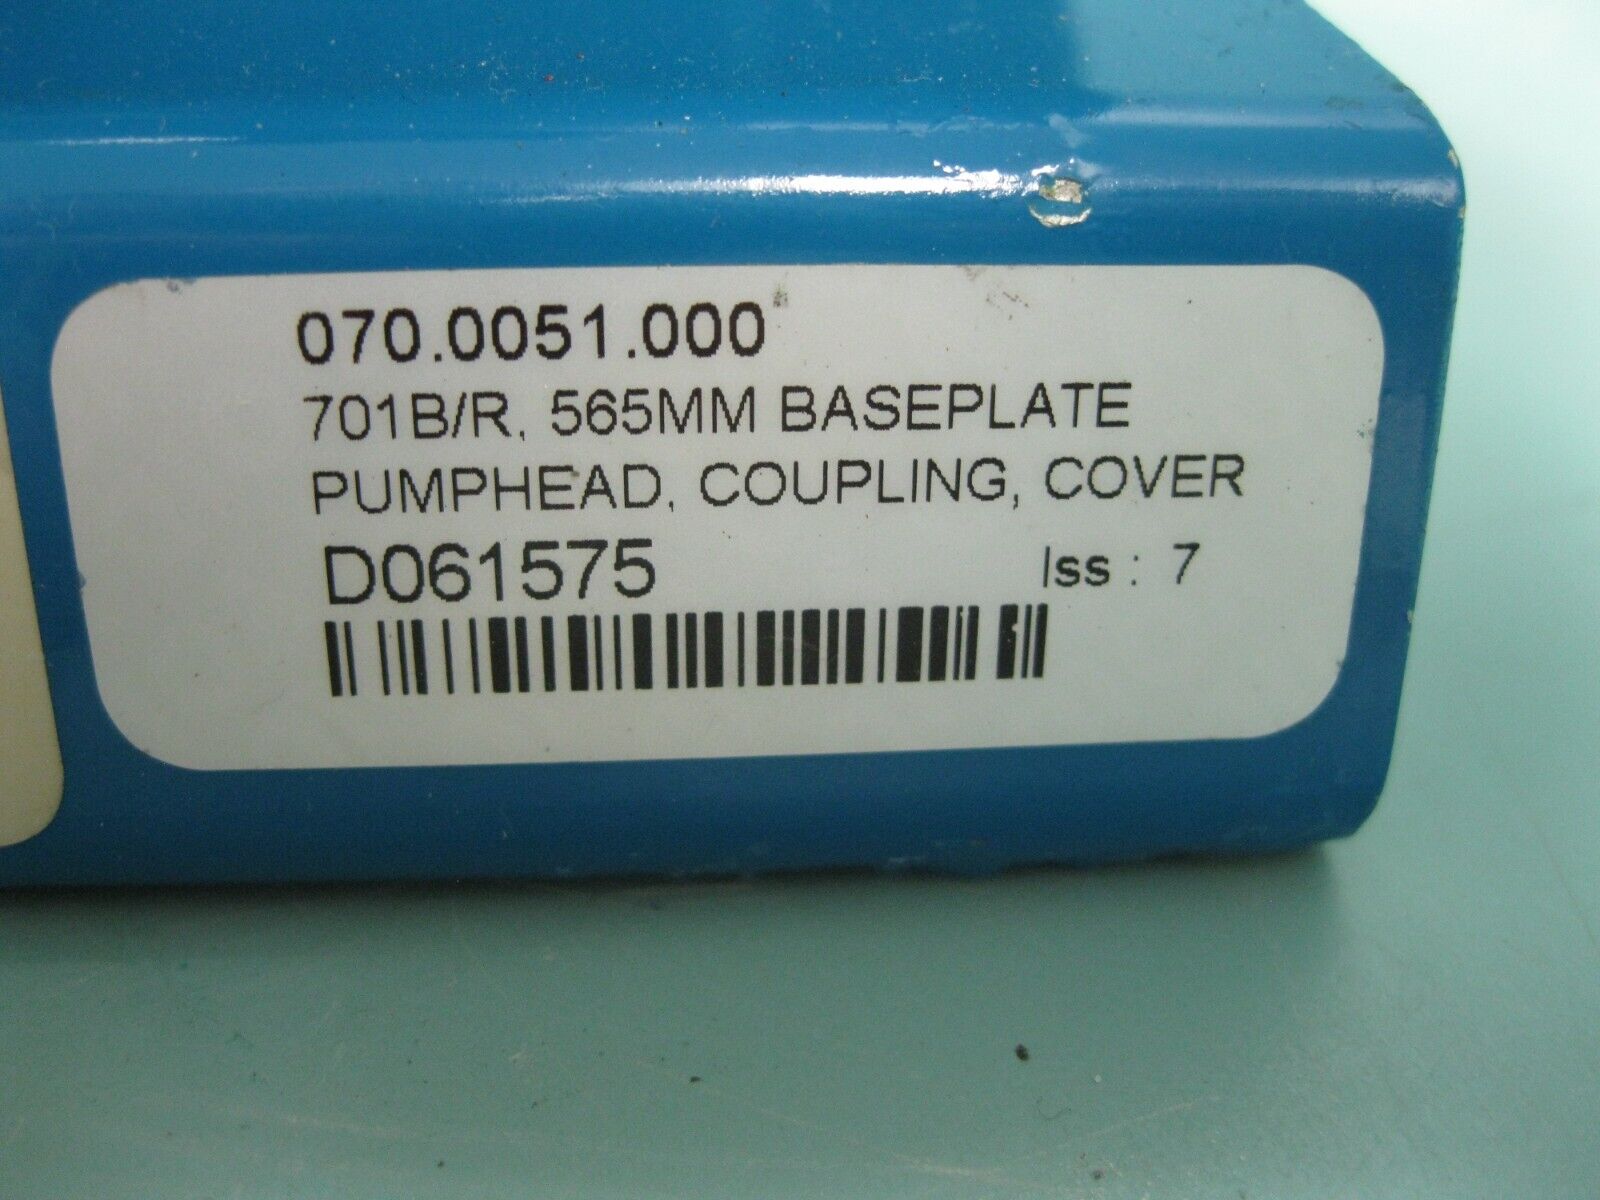 070.0051.000
701B/R, 565MM BASEPLATE
PUMPHEAD, COUPLING, COVER
D061575 Iss : 7